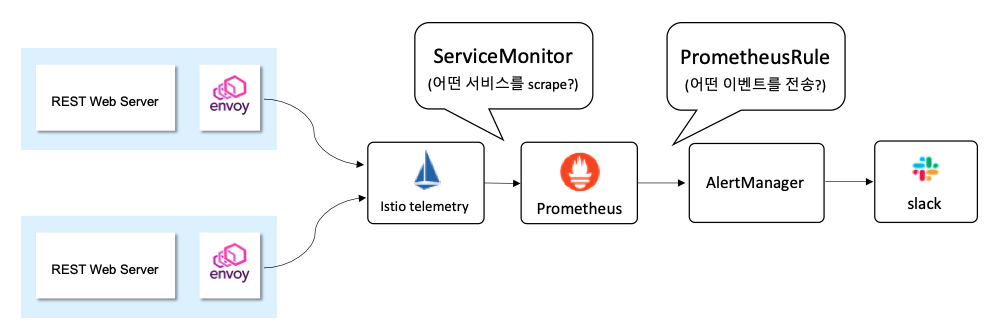 ServiceMonitor
(어떤 서비스를 scrape?)
PrometheusRule
(어떤 이벤트를 전송?)
REST Web Server
envoy
Istio telemetry
Prometheus
AlertManager
slack
REST Web Server
envoy